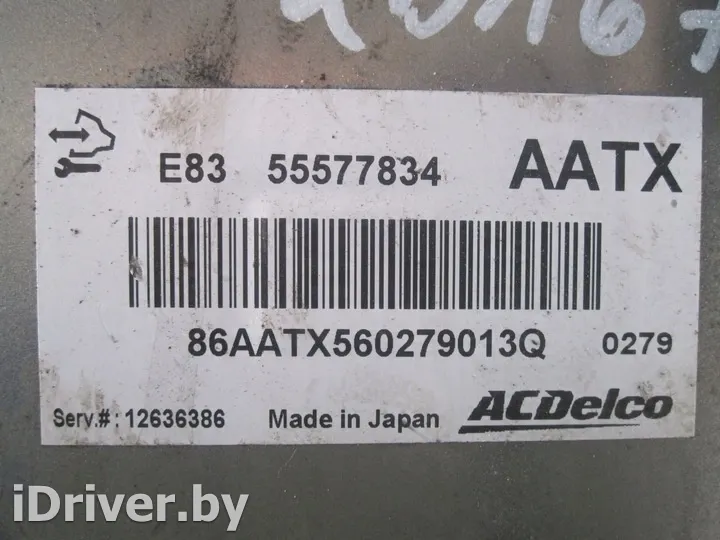 E83 55577834 AATX
86AATX560279013Q 0279
Serv.#: 12636386 Made in Japan ACDelco
iDriver.by